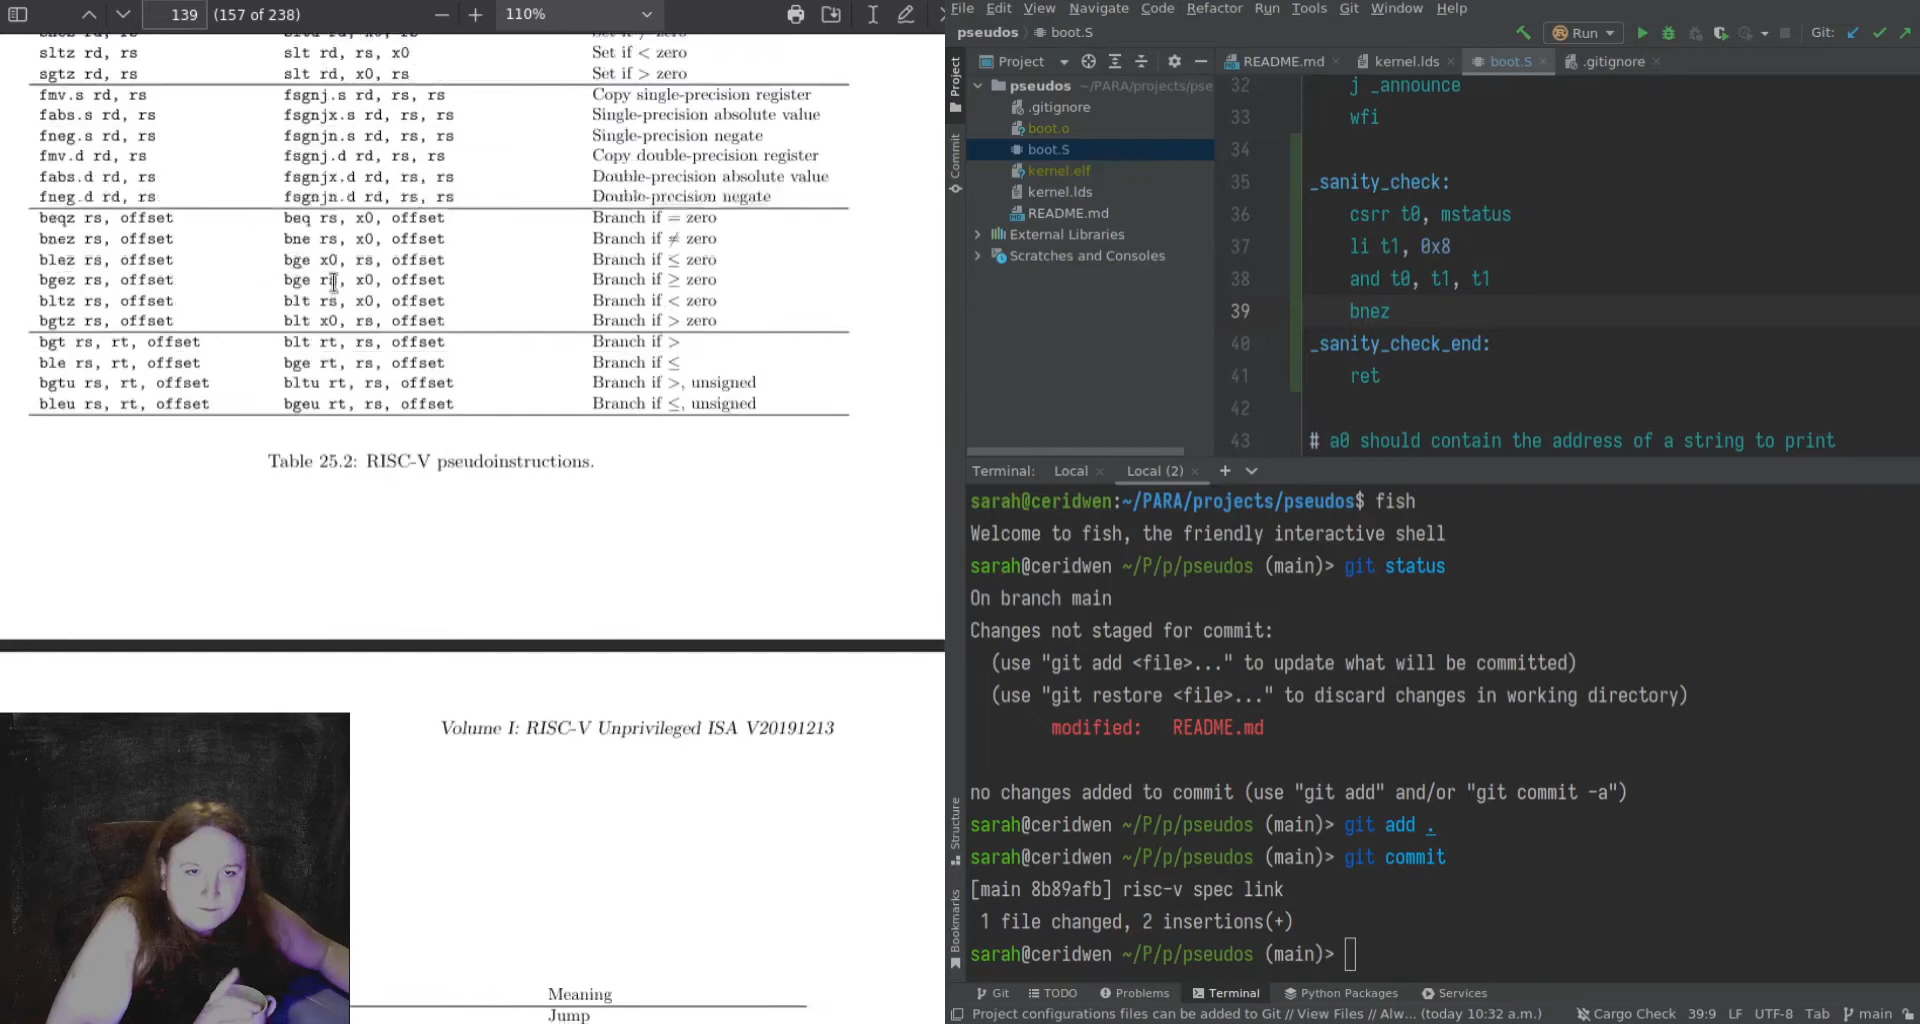 139 (157 of 238) 110%
sltz rd, rs slt rd, rs, x0 Set if < zero
sgtz rd, rs slt rd, x0, rs Set if > zero
fmv.s rd, rs fsgnj.s rd, rs, rs Copy single-precision register
fabs.s rd, rs fsgnjx.s rd, rs, rs Single-precision absolute value
fneg.s rd, rs fsgnjn.s rd, rs, rs Single-precision negate
fmv.d rd, rs fsgnj.d rd, rs, rs Copy double-precision register
fabs.d rd, rs fsgnjx.d rd, rs, rs Double-precision absolute value
fneg.d rd, rs fsgnjn.d rd, rs, rs Double-precision negate
beqz rs, offset beq rs, x0, offset Branch if = zero
bnez rs, offset bne rs, x0, offset Branch if ≠ zero
blez rs, offset bge x0, rs, offset Branch if ≤ zero
bgez rs, offset bge rs, x0, offset Branch if ≥ zero
bltz rs, offset blt rs, x0, offset Branch if < zero
bgtz rs, offset blt x0, rs, offset Branch if > zero
bgt rs, rt, offset blt rt, rs, offset Branch if >
ble rs, rt, offset bge rt, rs, offset Branch if ≤
bgtu rs, rt, offset bltu rt, rs, offset Branch if >, unsigned
bleu rs, rt, offset bgeu rt, rs, offset Branch if ≤, unsigned
Table 25.2: RISC-V pseudoinstructions.
Volume I: RISC-V Unprivileged ISA V20191213
Meaning
Jump
File Edit View Navigate Code Refactor Run Tools Git Window Help
pseudos boot.S Run Git:
Project README.md kernel.lds boot.S .gitignore
Project
Commit
pseudos ~/PARA/projects/pse
.gitignore
boot.o
boot.S
kernel.elf
kernel.lds
README.md
External Libraries
Scratches and Consoles
32 j _announce
33 wfi
34
35 _sanity_check:
36 csrr t0, mstatus
37 li t1, 0x8
38 and t0, t1, t1
39 bnez
40 _sanity_check_end:
41 ret
42
43 # a0 should contain the address of a string to print
Terminal: Local Local (2)
sarah@ceridwen:~/PARA/projects/pseudos$ fish
Welcome to fish, the friendly interactive shell
sarah@ceridwen ~/P/p/pseudos (main)> git status
On branch main
Changes not staged for commit:
(use "git add <file>..." to update what will be committed)
(use "git restore <file>..." to discard changes in working directory)
modified: README.md
no changes added to commit (use "git add" and/or "git commit -a")
sarah@ceridwen ~/P/p/pseudos (main)> git add .
sarah@ceridwen ~/P/p/pseudos (main)> git commit
[main 8b89afb] risc-v spec link
1 file changed, 2 insertions(+)
sarah@ceridwen ~/P/p/pseudos (main)>
Structure
Bookmarks
Git TODO Problems Terminal Python Packages Services
Project configurations files can be added to Git // View Files // Alw... (today 10:32 a.m.) Cargo Check 39:9 LF UTF-8 Tab main